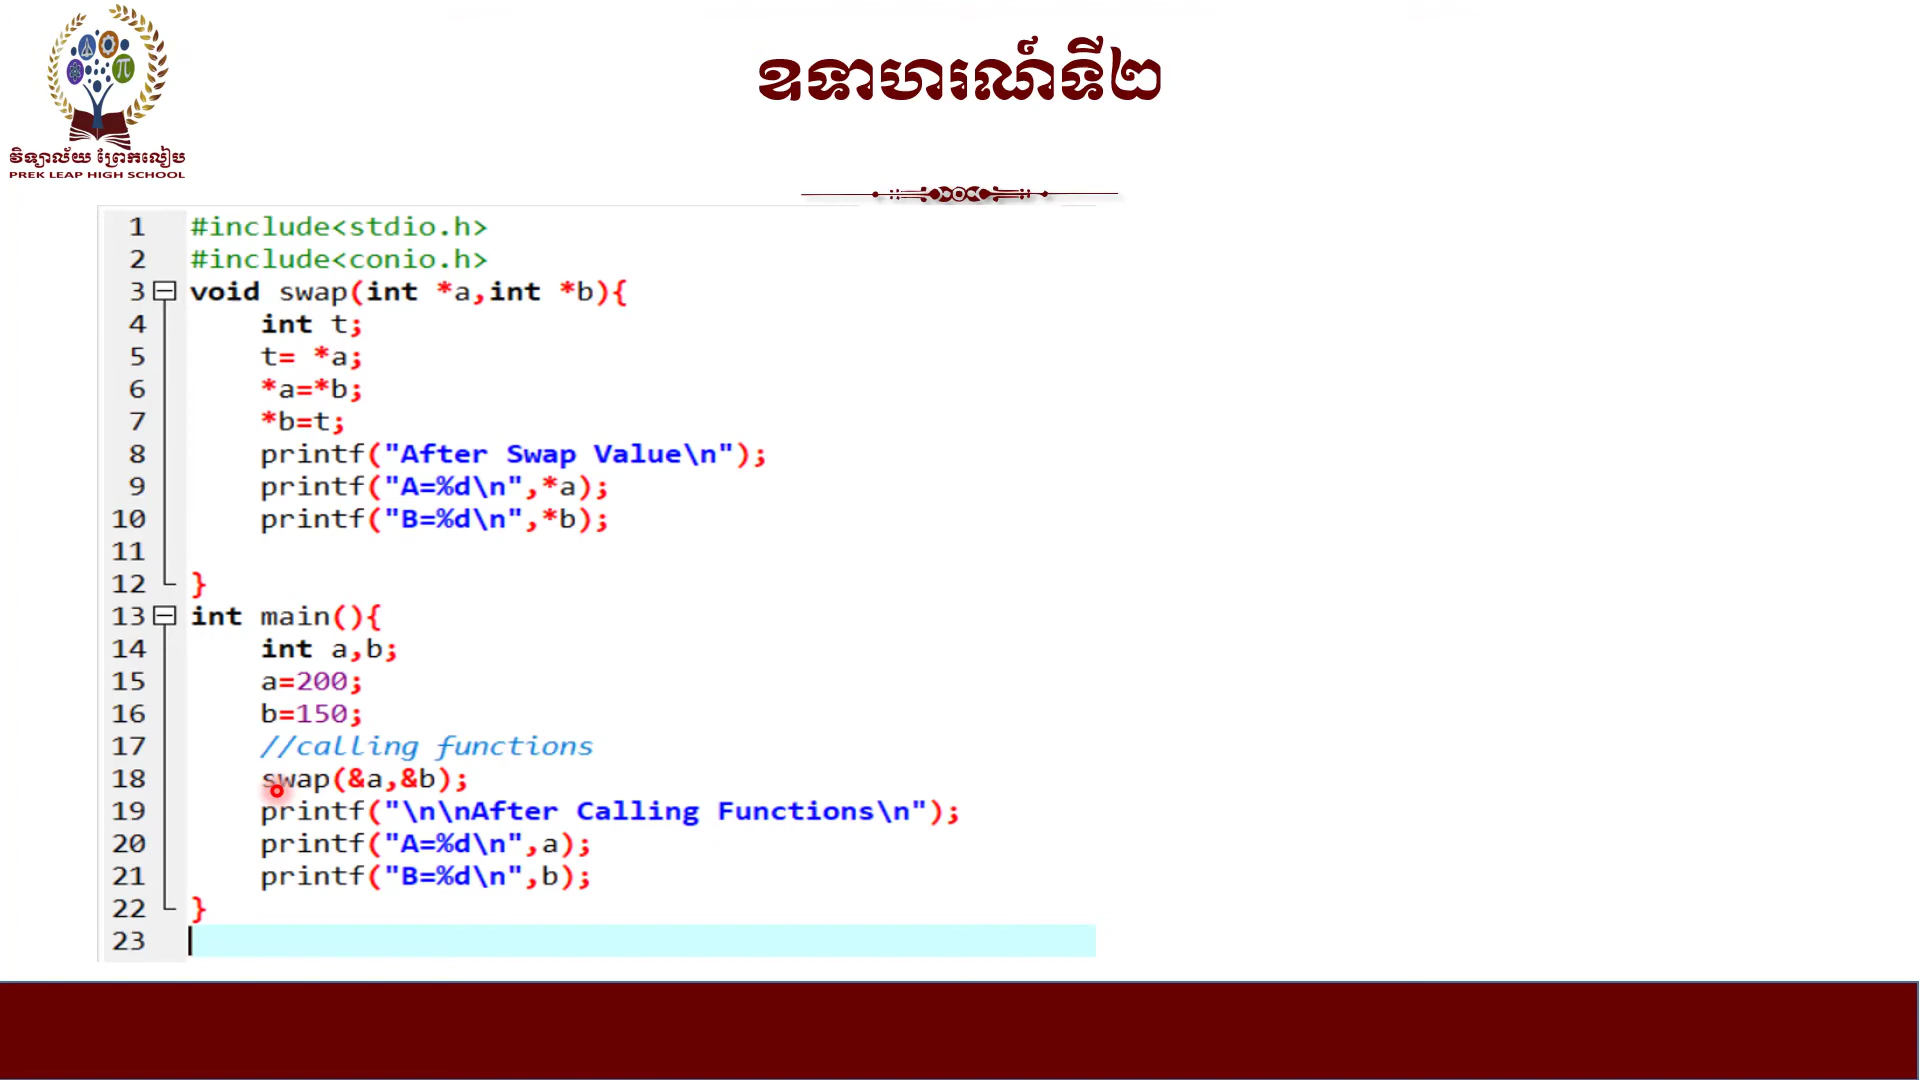 វិទ្យាល័យ ព្រែកលៀប
PREK LEAP HIGH SCHOOL
ឧទាហរណ៍ទី២
1 #include<stdio.h>
2 #include<conio.h>
3 void swap(int *a,int *b){
4 int t;
5 t= *a;
6 *a=*b;
7 *b=t;
8 printf("After Swap Value\n");
9 printf("A=%d\n",*a);
10 printf("B=%d\n",*b);
11
12 }
13 int main(){
14 int a,b;
15 a=200;
16 b=150;
17 //calling functions
18 swap(&a,&b);
19 printf("\n\nAfter Calling Functions\n");
20 printf("A=%d\n",a);
21 printf("B=%d\n",b);
22 }
23